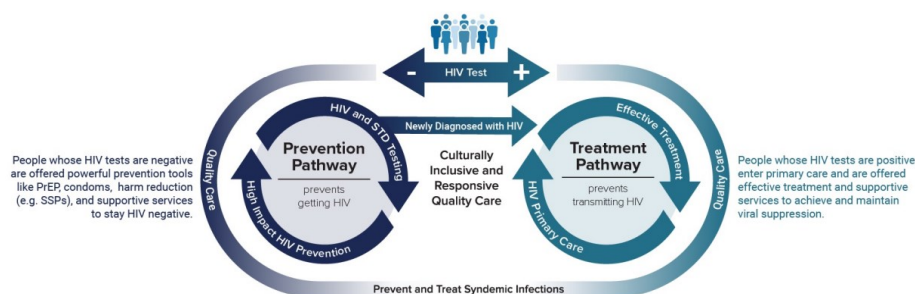 -
HIV Test
+
Newly Diagnosed with HIV
Quality Care
HIV and STD Testing
High Impact HIV Prevention
Prevention
Pathway
prevents
getting HIV
Culturally
Inclusive and
Responsive
Quality Care
Effective Treatment
HIV Primary Care
Treatment
Pathway
prevents
transmitting HIV
Quality Care
People whose HIV tests are negative
are offered powerful prevention tools
like PrEP, condoms, harm reduction
(e.g. SSPs), and supportive services
to stay HIV negative.
People whose HIV tests are positive
enter primary care and are offered
effective treatment and supportive
services to achieve and maintain
viral suppression.
Prevent and Treat Syndemic Infections